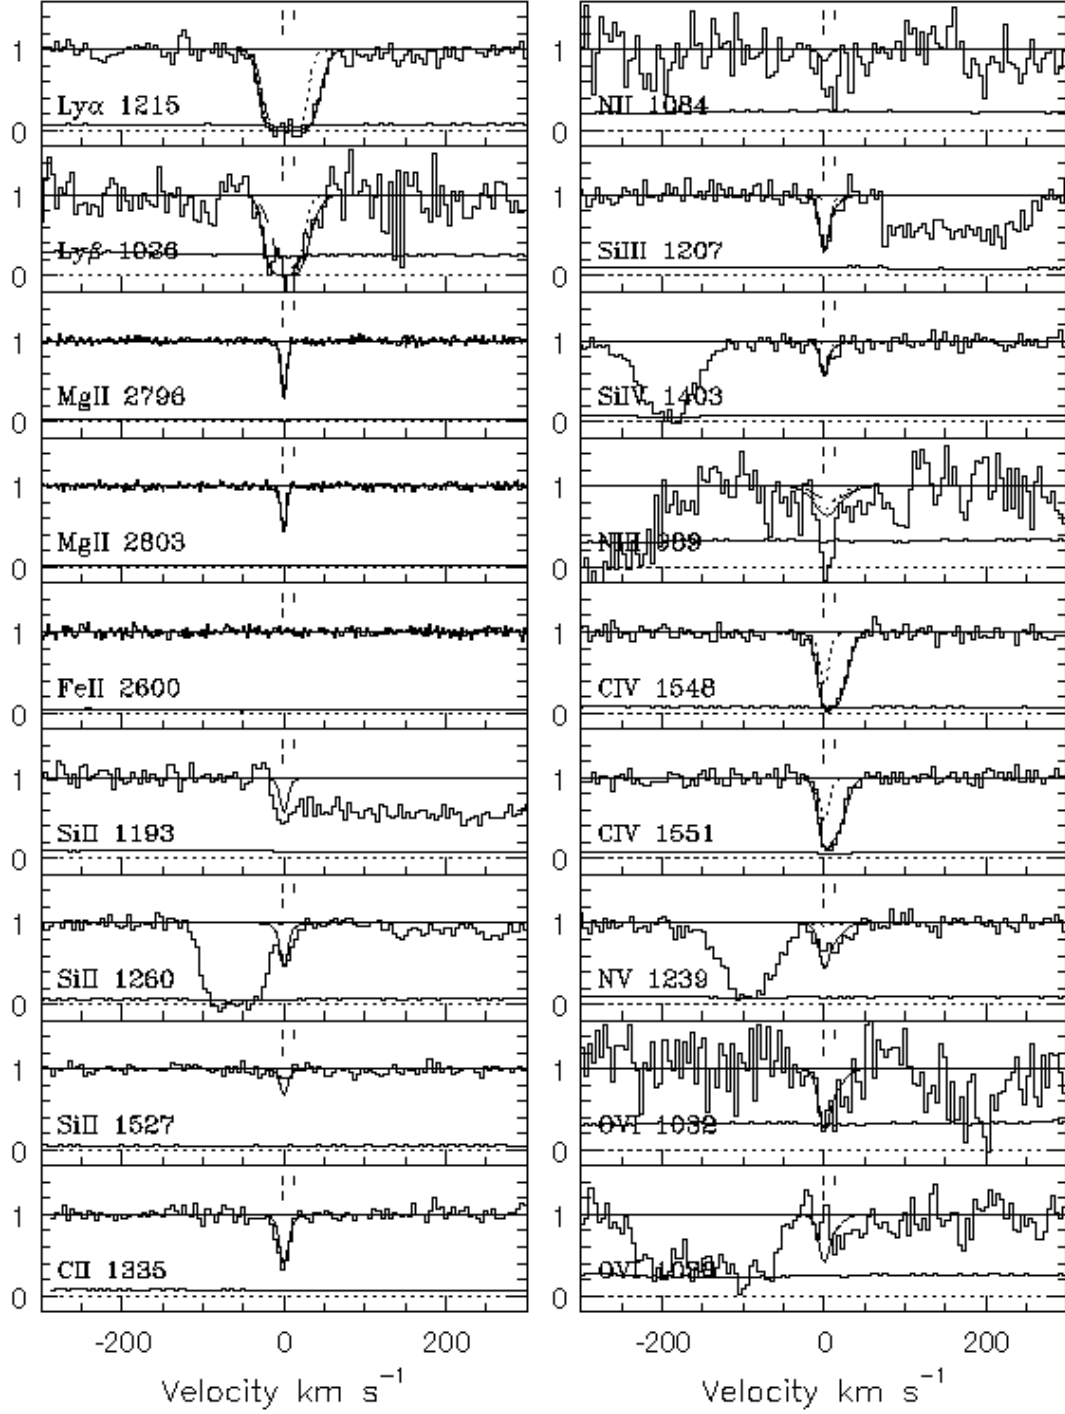 1
Lyα 1215
0
1
Lyβ 1026
0
1
MgII 2796
0
1
MgII 2803
0
1
FeII 2600
0
1
SiII 1193
0
1
SiII 1260
0
1
SiII 1527
0
1
CII 1335
0
-200 0 200
Velocity km s⁻¹
1
NII 1084
0
1
SiIII 1207
0
1
SiIV 1403
0
1
NIII 989
0
1
CIV 1548
0
1
CIV 1551
0
1
NV 1239
0
1
OVI 1032
0
1
OVI 1038
0
-200 0 200
Velocity km s⁻¹